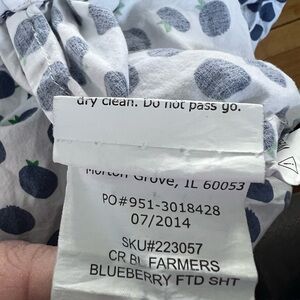 dry clean. Do not pass go.
Morton Grove, IL 60053
PO#951-3018428
07/2014
SKU#223057
CR BL FARMERS
BLUEBERRY FTD SHT